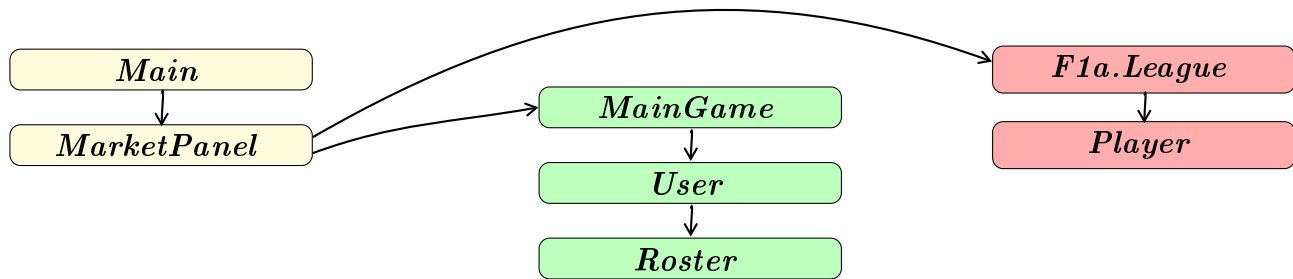 Main
MarketPanel
MainGame
User
Roster
F1a.League
Player